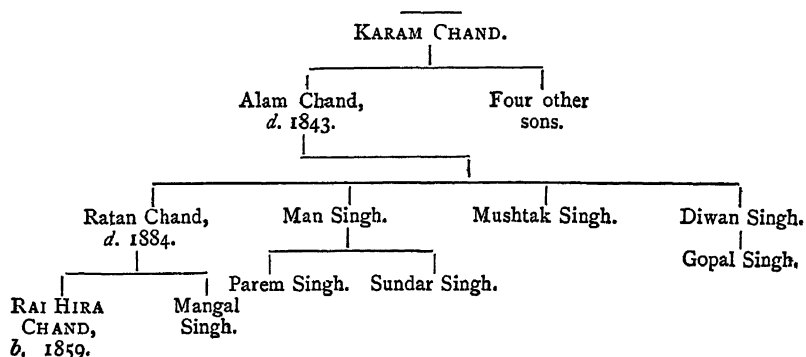 KARAM CHAND.
Alam Chand,
d. 1843.
Four other
sons.
Ratan Chand,
d. 1884.
Man Singh.
Mushtak Singh.
Diwan Singh.
Gopal Singh.
Parem Singh.
Sundar Singh.
RAI HIRA
CHAND,
b. 1859.
Mangal
Singh.